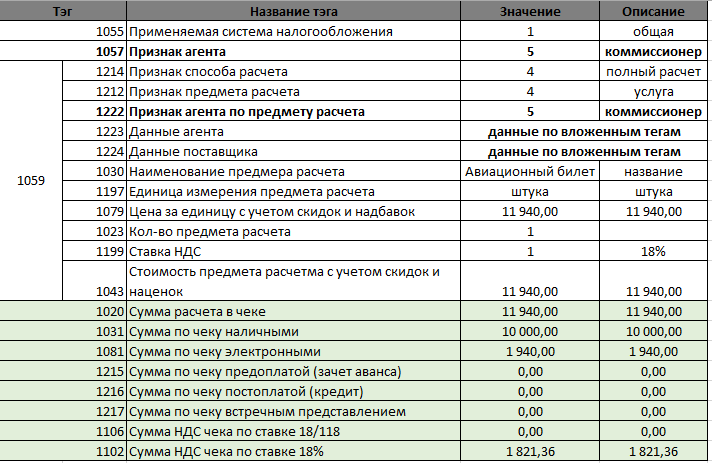 Тэг Название тэга Значение Описание
1055 Применяемая система налогообложения 1 общая
1057 Признак агента 5 коммиссионер
1214 Признак способа расчета 4 полный расчет
1212 Признак предмета расчета 4 услуга
1222 Признак агента по предмету расчета 5 коммиссионер
1223 Данные агента данные по вложенным тегам
1224 Данные поставщика данные по вложенным тегам
1059 1030 Наименование предмера расчета Авиационный билет название
1197 Единица измерения предмета расчета штука штука
1079 Цена за единицу с учетом скидок и надбавок 11 940,00 11 940,00
1023 Кол-во предмета расчета 1
1199 Ставка НДС 1 18%
Стоимость предмета расчетма с учетом скидок и
1043 наценок 11 940,00 11 940,00
1020 Сумма расчета в чеке 11 940,00 11 940,00
1031 Сумма по чеку наличными 10 000,00 10 000,00
1081 Сумма по чеку электронными 1 940,00 1 940,00
1215 Сумма по чеку предоплатой (зачет аванса) 0,00 0,00
1216 Сумма по чеку постоплатой (кредит) 0,00 0,00
1217 Сумма по чеку встречным представлением 0,00 0,00
1106 Сумма НДС чека по ставке 18/118 0,00 0,00
1102 Сумма НДС чека по ставке 18% 1 821,36 1 821,36